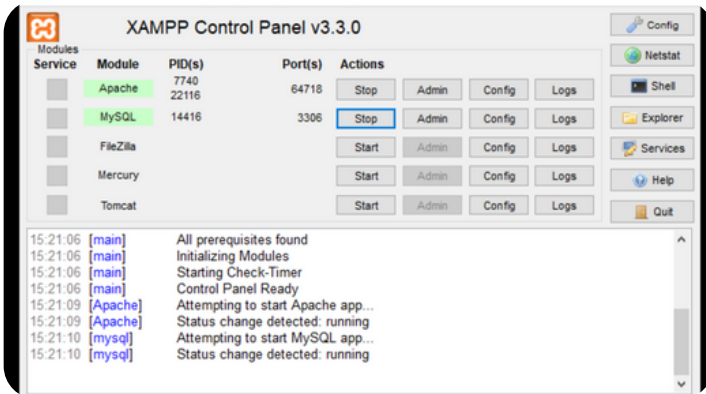 XAMPP Control Panel v3.3.0
Config
Modules
Service Module PID(s) Port(s) Actions
Netstat
Apache 7740 22116 64718 Stop Admin Config Logs
Shell
MySQL 14416 3306 Stop Admin Config Logs
Explorer
FileZilla Start Admin Config Logs
Services
Mercury Start Admin Config Logs
Help
Tomcat Start Admin Config Logs
Quit
15:21:06 [main] All prerequisites found
15:21:06 [main] Initializing Modules
15:21:06 [main] Starting Check-Timer
15:21:06 [main] Control Panel Ready
15:21:09 [Apache] Attempting to start Apache app...
15:21:09 [Apache] Status change detected: running
15:21:10 [mysql] Attempting to start MySQL app...
15:21:10 [mysql] Status change detected: running